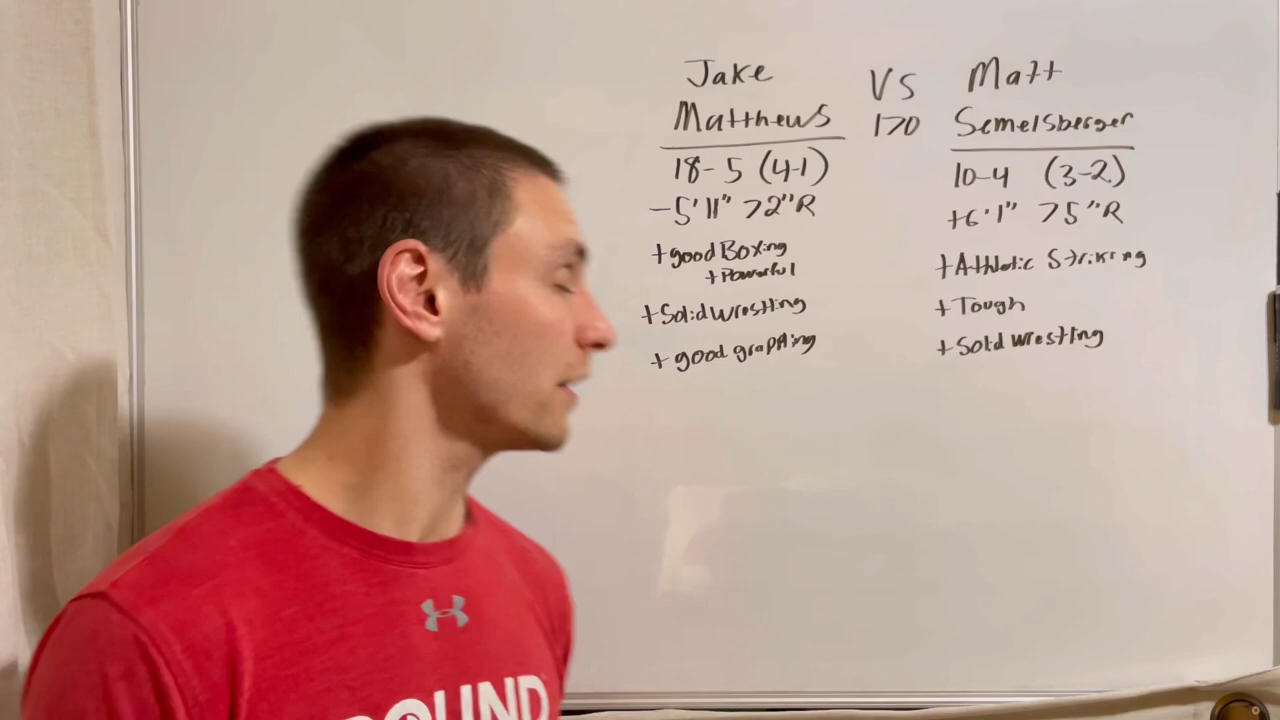 Jake VS Matt
Matthews 170 Semelsberger
18-5 (4-1)
-5'11" 72"R
+good Boxing
+Powerful
+Solid wrestling
+good grappling
10-4 (3-2)
+6'1" 75"R
+Athletic Striking
+Tough
+Solid wrestling